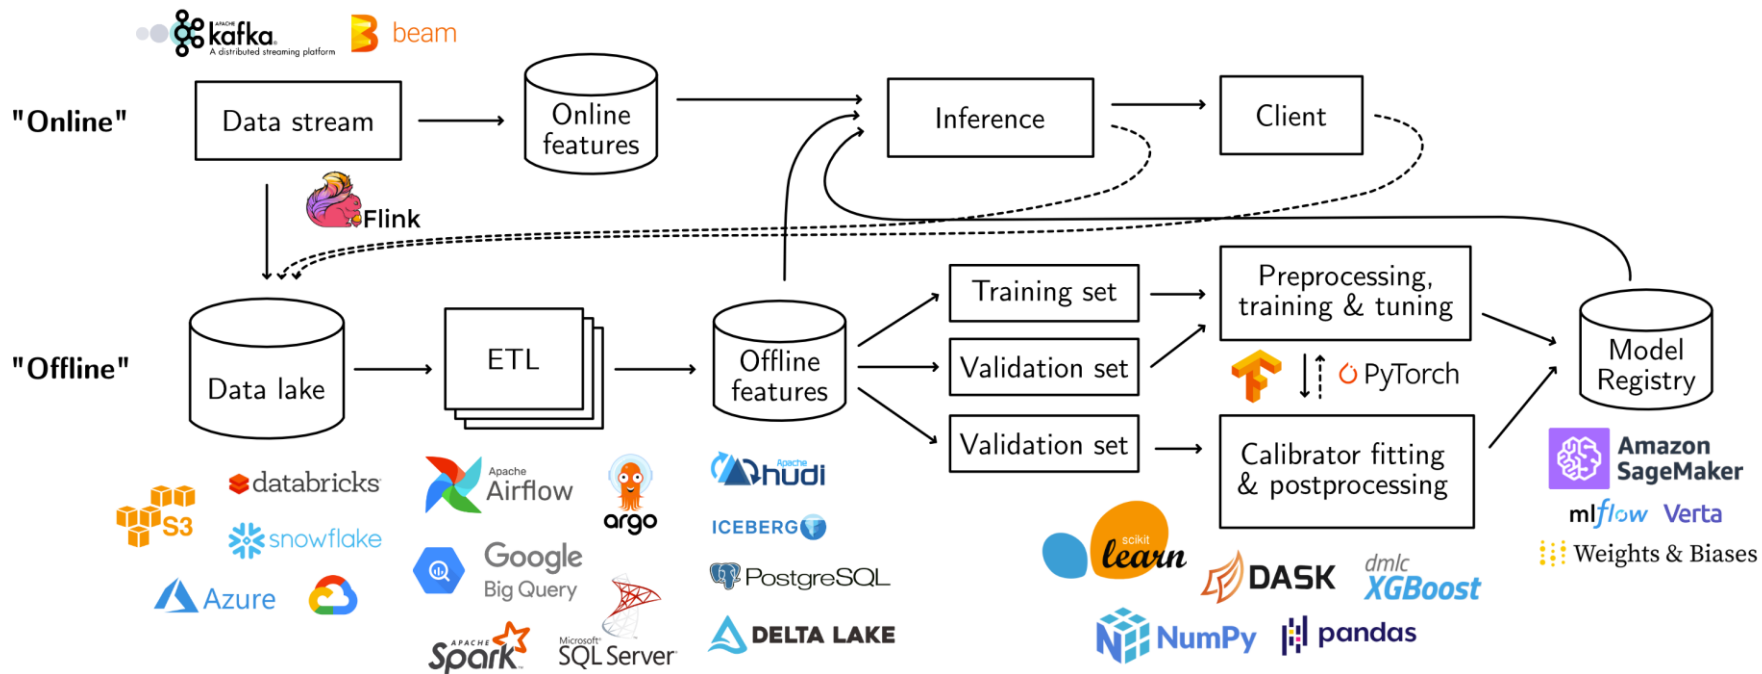 APACHE
kafka
A distributed streaming platform
beam
"Online"
Data stream
Online
features
Inference
Client
Flink
"Offline"
Data lake
ETL
Offline
features
Training set
Validation set
Validation set
Preprocessing,
training & tuning
PyTorch
Calibrator fitting
& postprocessing
Model
Registry
S3
databricks
snowflake
Azure
Apache
Airflow
argo
Google
Big Query
APACHE
Spark
Microsoft
SQL Server
Apache
hudi
ICEBERG
PostgreSQL
DELTA LAKE
scikit
learn
DASK
dmlc
XGBoost
NumPy
pandas
Amazon
SageMaker
mlflow
Verta
Weights & Biases